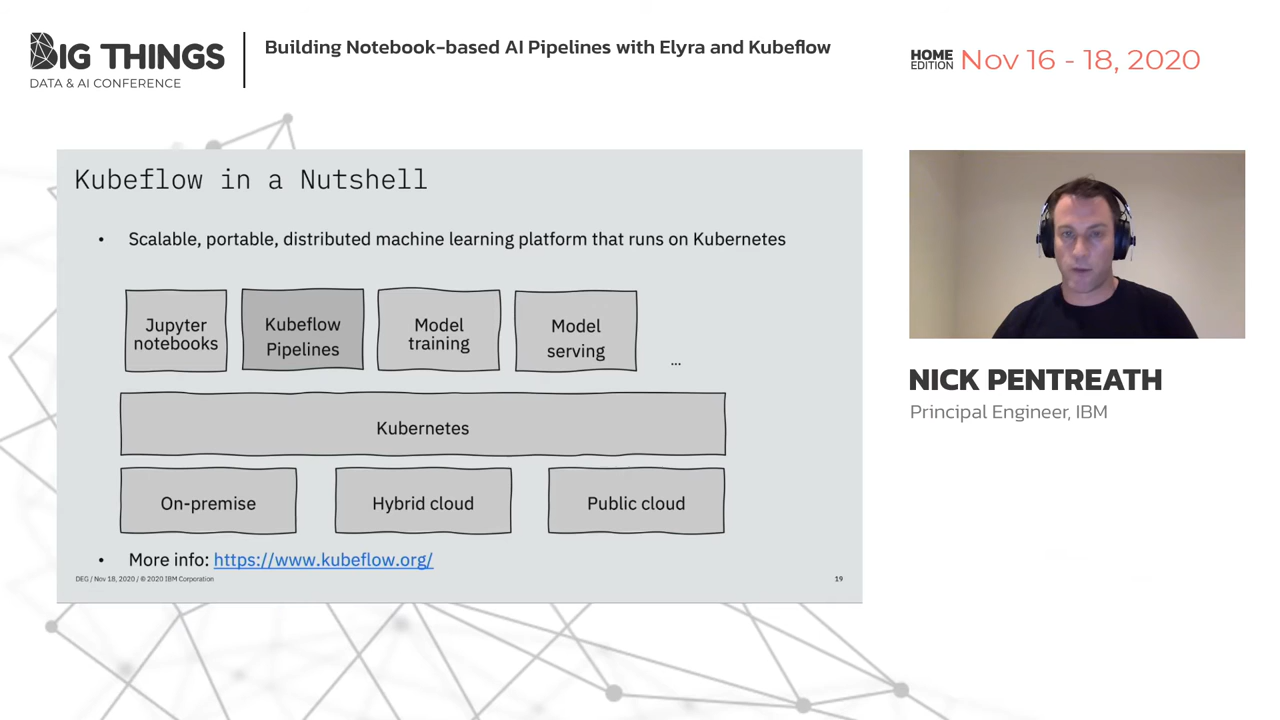 BIG THINGS
DATA & AI CONFERENCE
Building Notebook-based AI Pipelines with Elyra and Kubeflow
HOME
EDITION
Nov 16 - 18, 2020
Kubeflow in a Nutshell
• Scalable, portable, distributed machine learning platform that runs on Kubernetes
Jupyter
notebooks
Kubeflow
Pipelines
Model
training
Model
serving
...
Kubernetes
On-premise
Hybrid cloud
Public cloud
• More info: https://www.kubeflow.org/
DEG / Nov 18, 2020 / © 2020 IBM Corporation
19
NICK PENTREATH
Principal Engineer, IBM